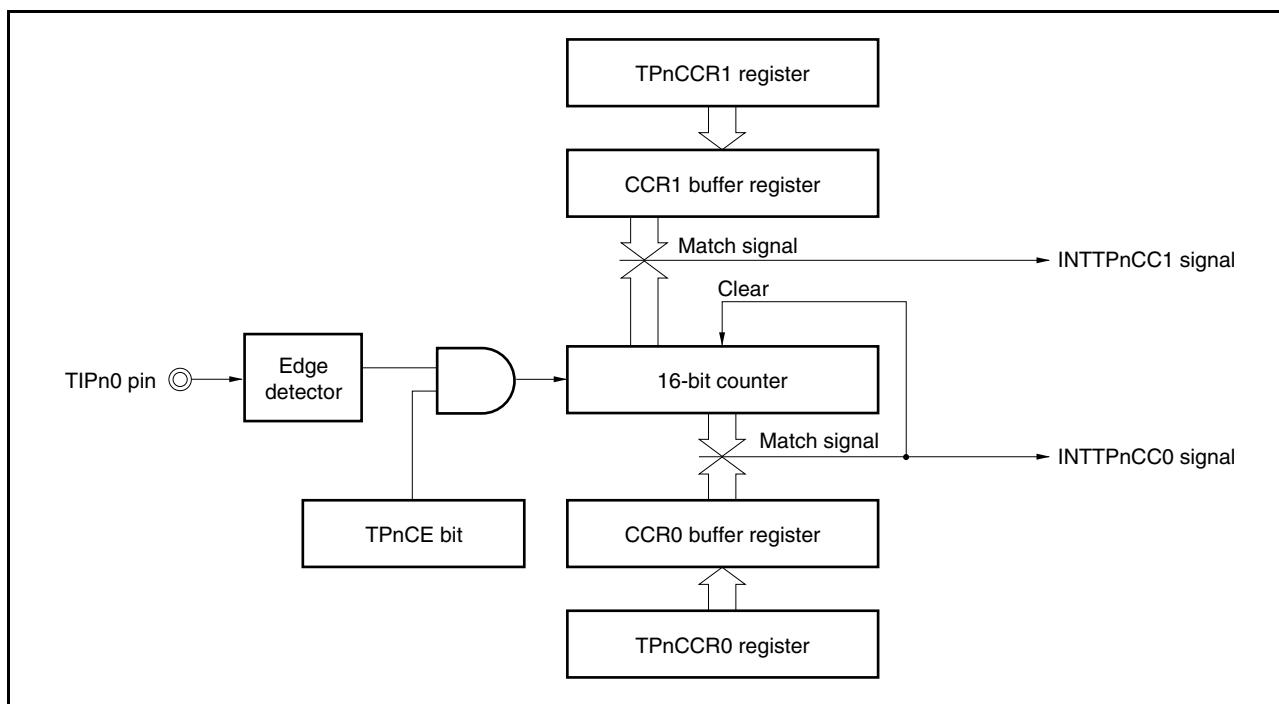 TPnCCR1 register
CCR1 buffer register
Match signal
INTTPnCC1 signal
Clear
TIPn0 pin
Edge
detector
16-bit counter
Match signal
INTTPnCC0 signal
TPnCE bit
CCR0 buffer register
TPnCCR0 register